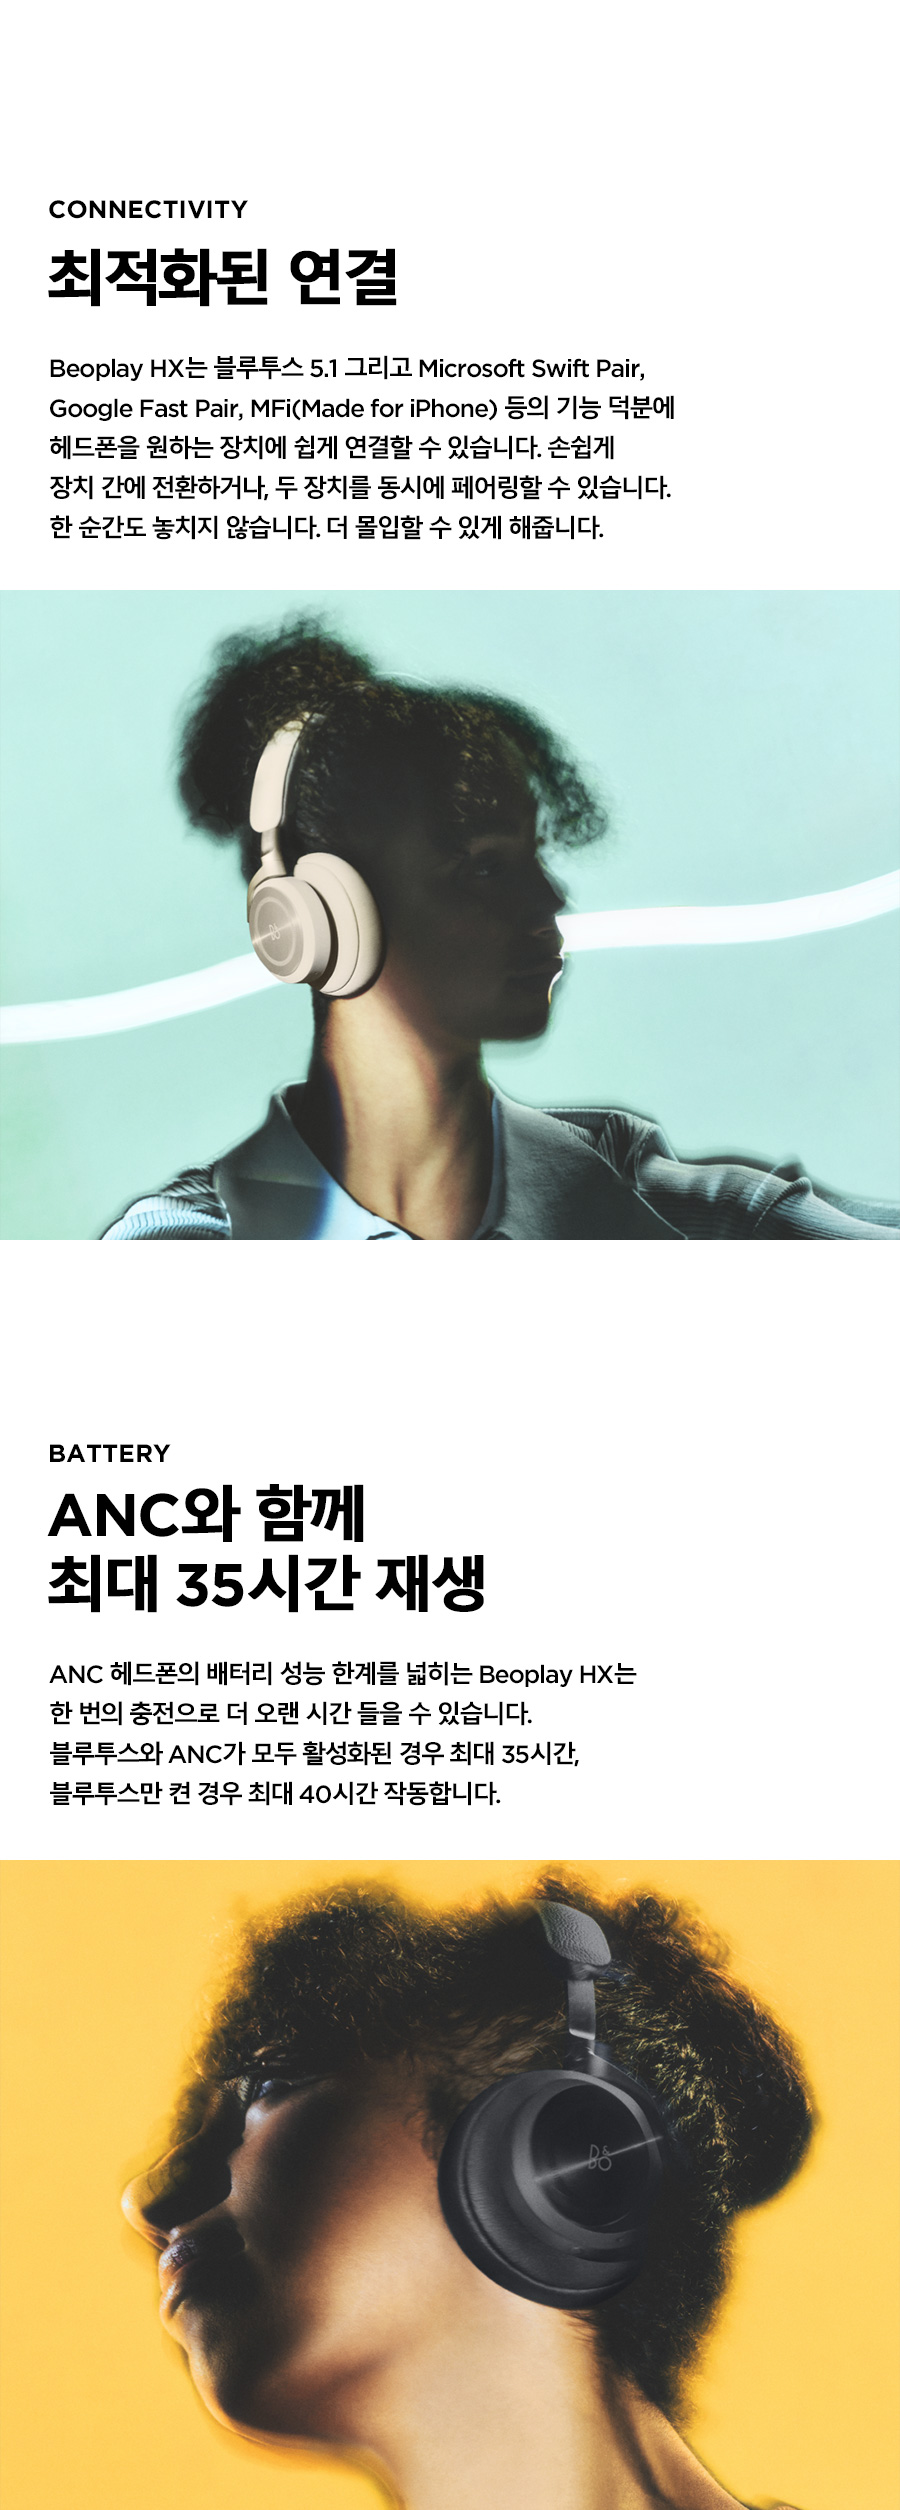 CONNECTIVITY
최적화된 연결
Beoplay HX는 블루투스 5.1 그리고 Microsoft Swift Pair,
Google Fast Pair, MFi(Made for iPhone) 등의 기능 덕분에
헤드폰을 원하는 장치에 쉽게 연결할 수 있습니다. 손쉽게
장치 간에 전환하거나, 두 장치를 동시에 페어링할 수 있습니다.
한 순간도 놓치지 않습니다. 더 몰입할 수 있게 해줍니다.
B&O
BATTERY
ANC와 함께
최대 35시간 재생
ANC 헤드폰의 배터리 성능 한계를 넓히는 Beoplay HX는
한 번의 충전으로 더 오랜 시간 들을 수 있습니다.
블루투스와 ANC가 모두 활성화된 경우 최대 35시간,
블루투스만 켠 경우 최대 40시간 작동합니다.
B&O